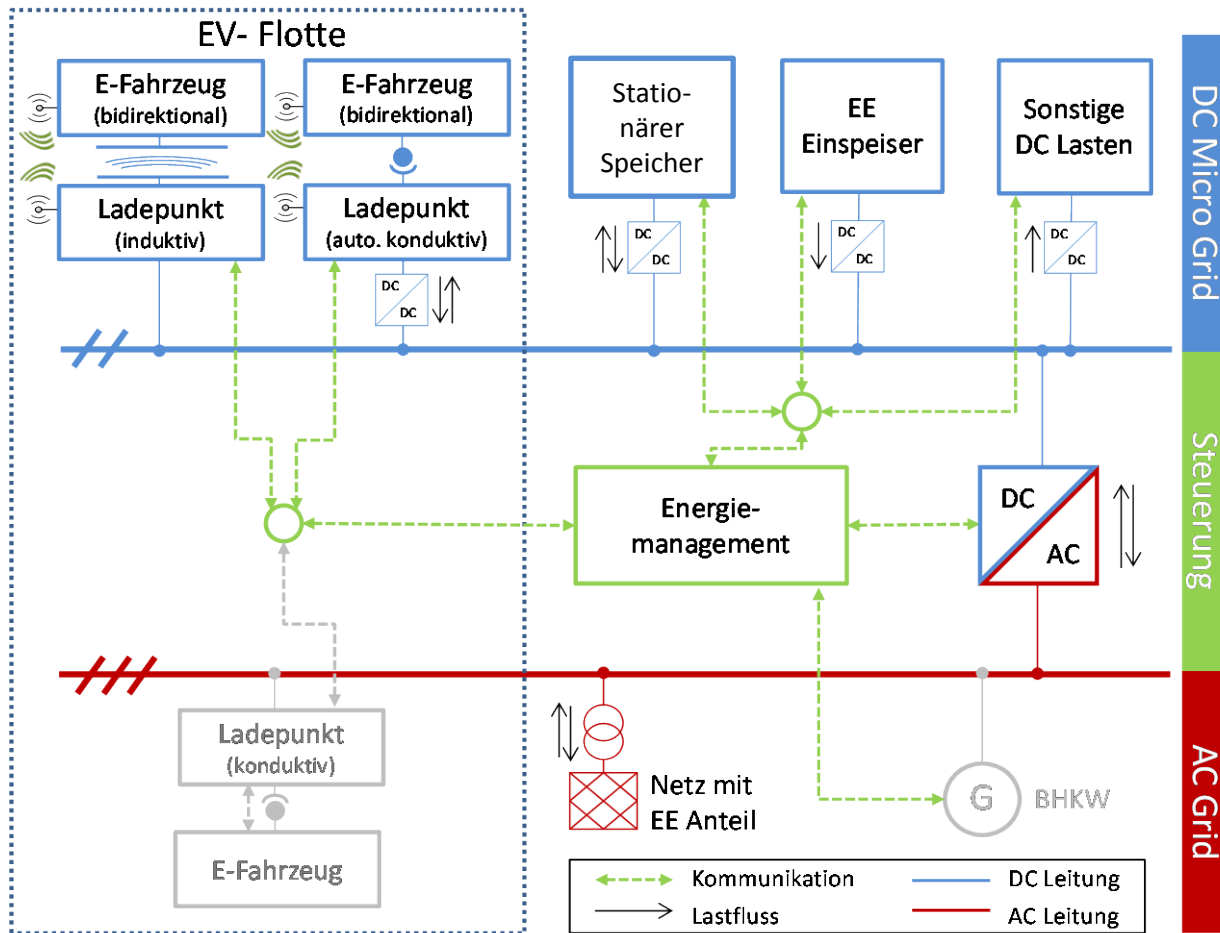 EV- Flotte
E-Fahrzeug
(bidirektional)
E-Fahrzeug
(bidirektional)
Ladepunkt
(induktiv)
Ladepunkt
(auto. konduktiv)
DC
DC
Statio-
närer
Speicher
DC
DC
EE
Einspeiser
DC
DC
Sonstige
DC Lasten
DC
DC
DC Micro Grid
Energie-
management
DC
AC
Steuerung
Ladepunkt
(konduktiv)
E-Fahrzeug
Netz mit
EE Anteil
G
BHKW
AC Grid
Kommunikation
DC Leitung
Lastfluss
AC Leitung